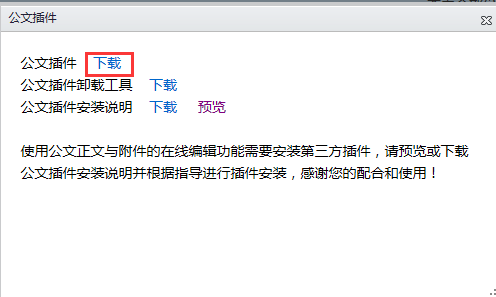 公文插件
公文插件 下载
公文插件卸载工具 下载
公文插件安装说明 下载 预览
使用公文正文与附件的在线编辑功能需要安装第三方插件，请预览或下载
公文插件安装说明并根据指导进行插件安装，感谢您的配合和使用！